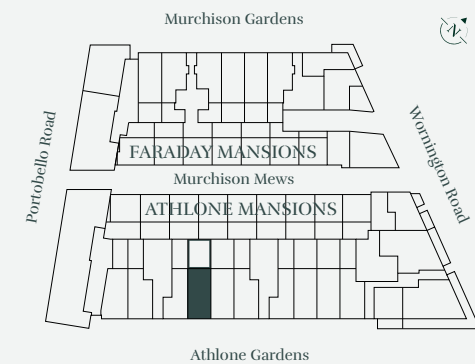 Murchison Gardens
N
Portobello Road
Wornington Road
FARADAY MANSIONS
Murchison Mews
ATHLONE MANSIONS
Athlone Gardens